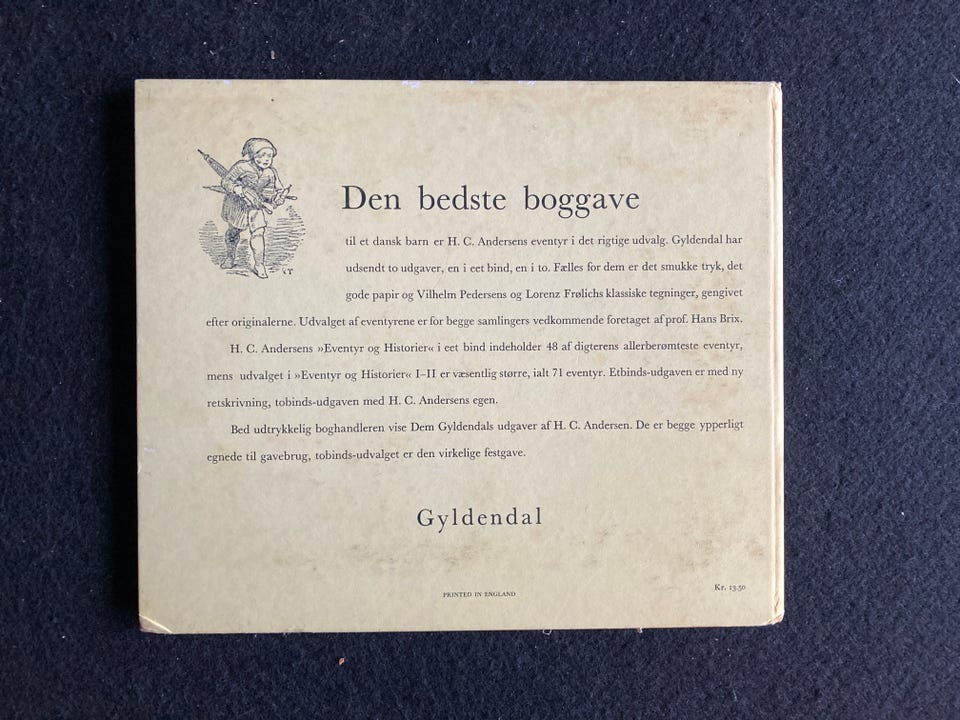 Den bedste boggave
til et dansk barn er H. C. Andersens eventyr i det rigtige udvalg. Gyldendal har
udsendt to udgaver, en i eet bind, en i to. Fælles for dem er det smukke tryk, det
gode papir og Vilhelm Pedersens og Lorenz Frølichs klassiske tegninger, gengivet
efter originalerne. Udvalget af eventyrene er for begge samlingers vedkommende foretaget af prof. Hans Brix.
H. C. Andersens »Eventyr og Historier« i eet bind indeholder 48 af digterens allerberømteste eventyr,
mens udvalget i »Eventyr og Historier« I–II er væsentlig større, ialt 71 eventyr. Etbinds-udgaven er med ny
retskrivning, tobinds-udgaven med H. C. Andersens egen.
Bed udtrykkelig boghandleren vise Dem Gyldendals udgaver af H. C. Andersen. De er begge ypperligt
egnede til gavebrug, tobinds-udvalget er den virkelige festgave.
Gyldendal
PRINTED IN ENGLAND
Kr. 13.50